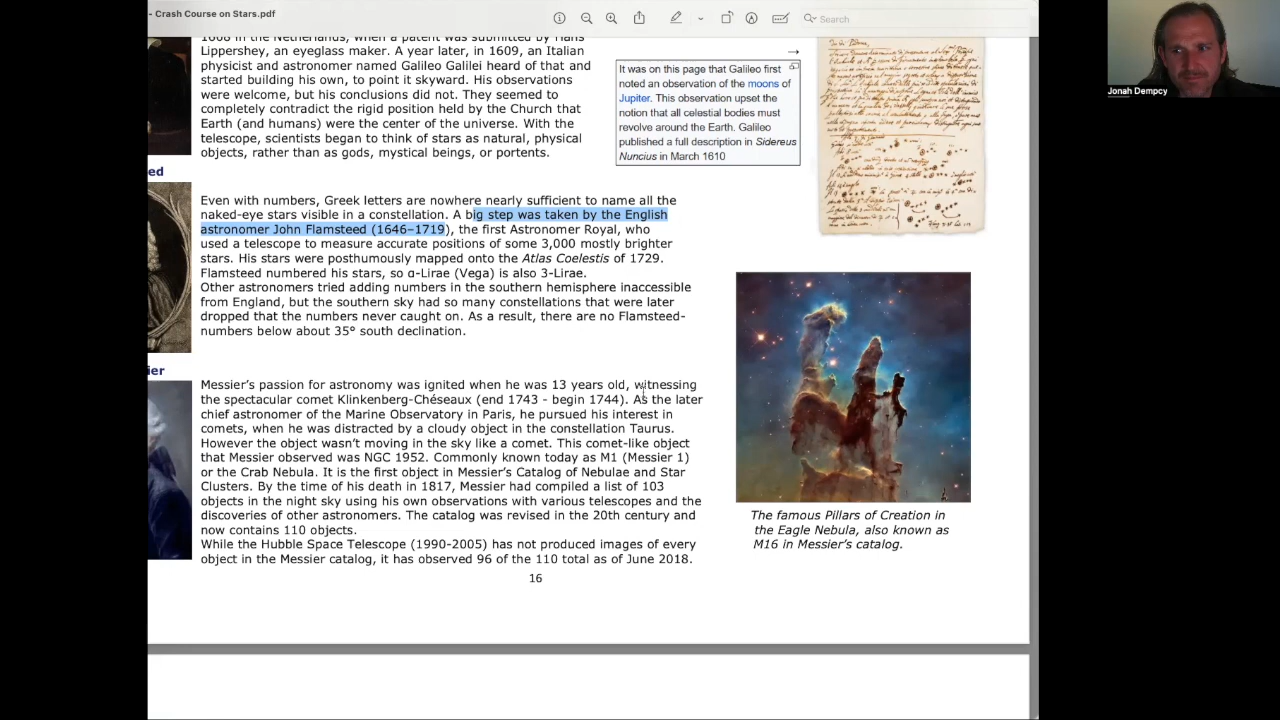 - Crash Course on Stars.pdf
Search
Jonah Dempcy
1608 in the Netherlands, when a patent was submitted by Hans
Lippershey, an eyeglass maker. A year later, in 1609, an Italian
physicist and astronomer named Galileo Galilei heard of that and
started building his own, to point it skyward. His observations
were welcome, but his conclusions did not. They seemed to
completely contradict the rigid position held by the Church that
Earth (and humans) were the center of the universe. With the
telescope, scientists began to think of stars as natural, physical
objects, rather than as gods, mystical beings, or portents.
→
It was on this page that Galileo first
noted an observation of the moons of
Jupiter. This observation upset the
notion that all celestial bodies must
revolve around the Earth. Galileo
published a full description in Sidereus
Nuncius in March 1610
ed
Even with numbers, Greek letters are nowhere nearly sufficient to name all the
naked-eye stars visible in a constellation. A big step was taken by the English
astronomer John Flamsteed (1646–1719), the first Astronomer Royal, who
used a telescope to measure accurate positions of some 3,000 mostly brighter
stars. His stars were posthumously mapped onto the Atlas Coelestis of 1729.
Flamsteed numbered his stars, so α-Lirae (Vega) is also 3-Lirae.
Other astronomers tried adding numbers in the southern hemisphere inaccessible
from England, but the southern sky had so many constellations that were later
dropped that the numbers never caught on. As a result, there are no Flamsteed-
numbers below about 35° south declination.
ier
Messier's passion for astronomy was ignited when he was 13 years old, witnessing
the spectacular comet Klinkenberg-Chéseaux (end 1743 - begin 1744). As the later
chief astronomer of the Marine Observatory in Paris, he pursued his interest in
comets, when he was distracted by a cloudy object in the constellation Taurus.
However the object wasn't moving in the sky like a comet. This comet-like object
that Messier observed was NGC 1952. Commonly known today as M1 (Messier 1)
or the Crab Nebula. It is the first object in Messier's Catalog of Nebulae and Star
Clusters. By the time of his death in 1817, Messier had compiled a list of 103
objects in the night sky using his own observations with various telescopes and the
discoveries of other astronomers. The catalog was revised in the 20th century and
now contains 110 objects.
While the Hubble Space Telescope (1990-2005) has not produced images of every
object in the Messier catalog, it has observed 96 of the 110 total as of June 2018.
The famous Pillars of Creation in
the Eagle Nebula, also known as
M16 in Messier's catalog.
16